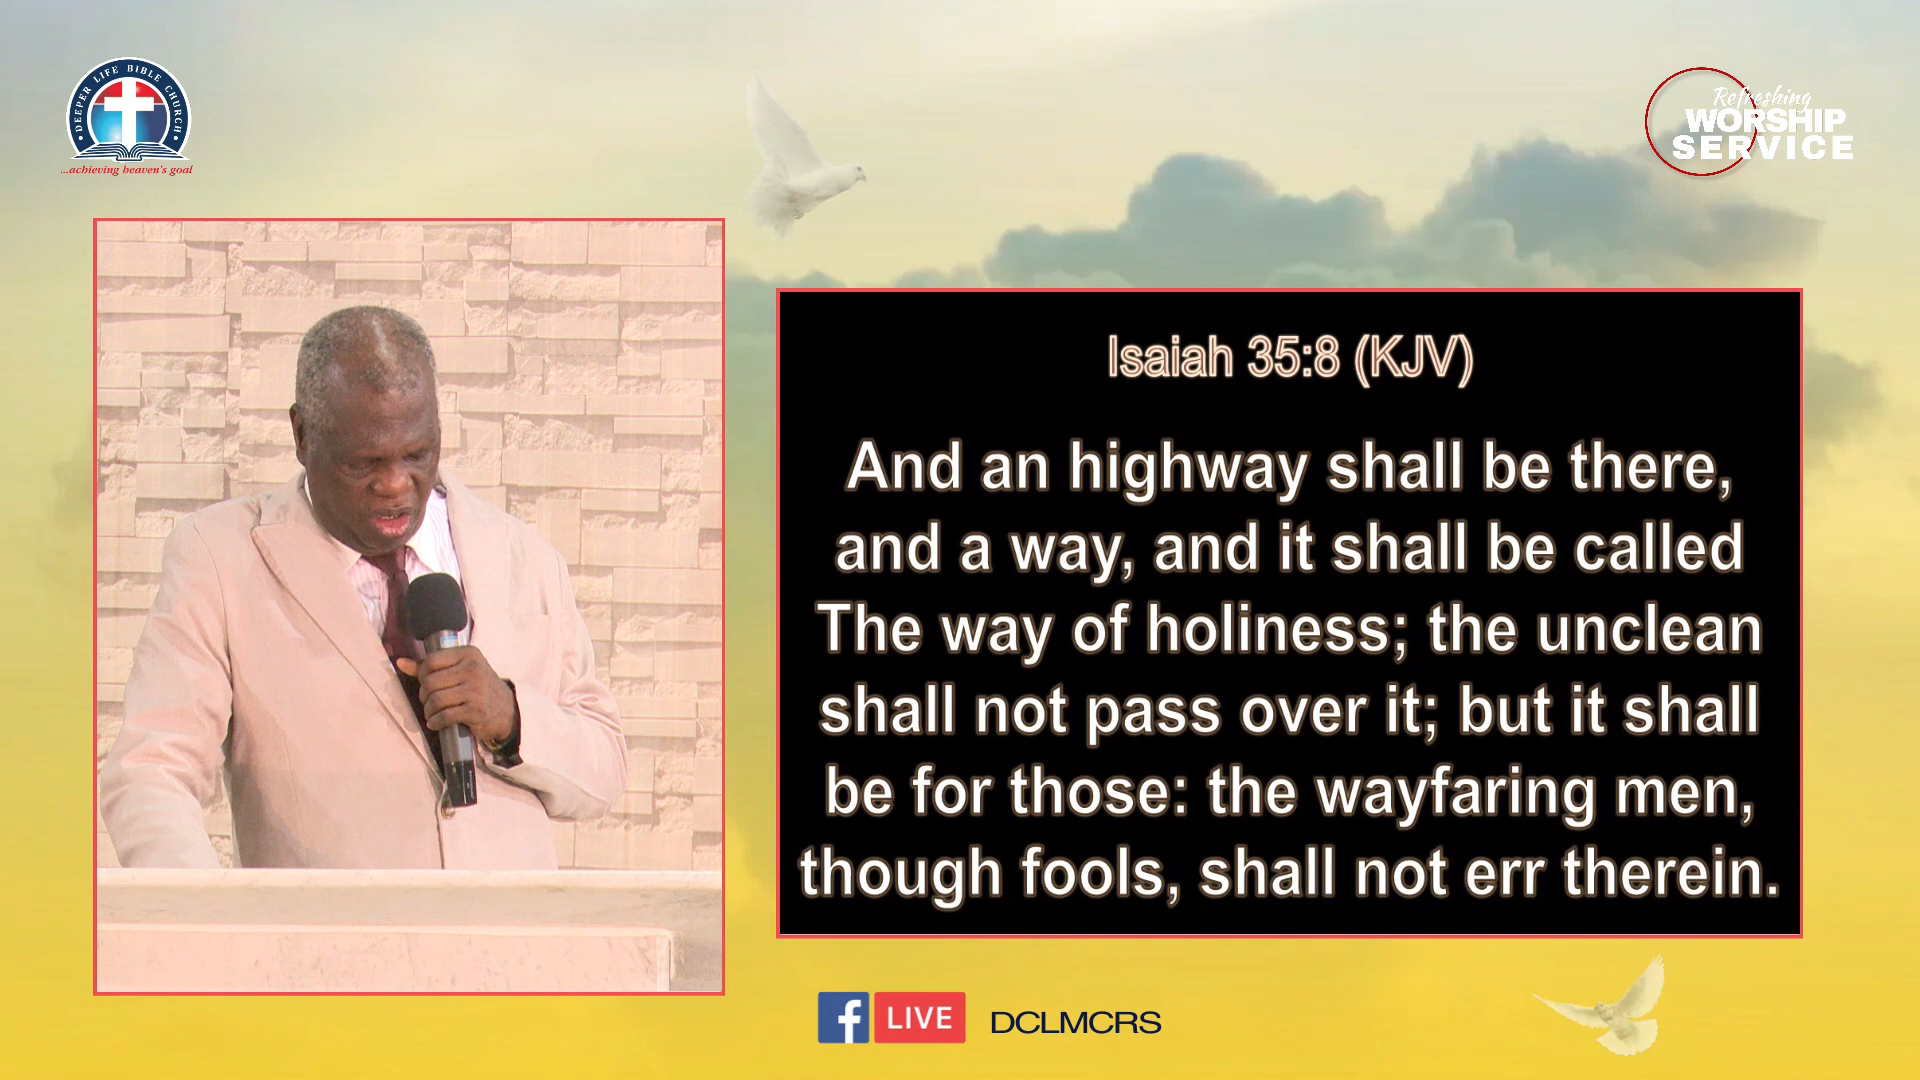 DEEPER LIFE BIBLE CHURCH
...achieving heaven's goal
Refreshing
WORSHIP
SERVICE
Isaiah 35:8 (KJV)
And an highway shall be there,
and a way, and it shall be called
The way of holiness; the unclean
shall not pass over it; but it shall
be for those: the wayfaring men,
though fools, shall not err therein.
f LIVE DCLMCRS